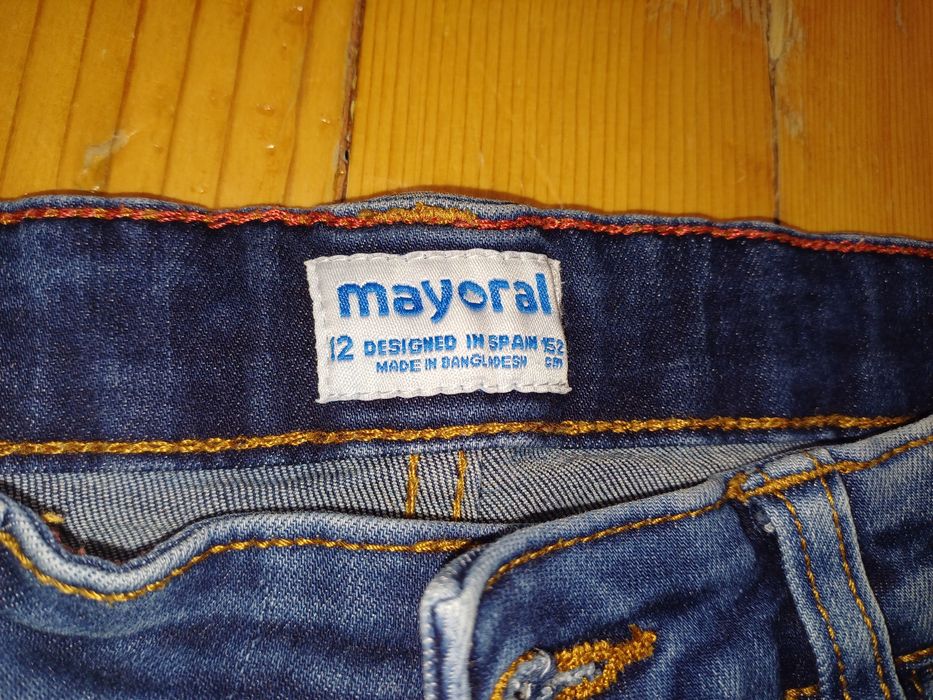 mayoral
12 DESIGNED IN SPAIN 152
MADE IN BANGLADESH cm